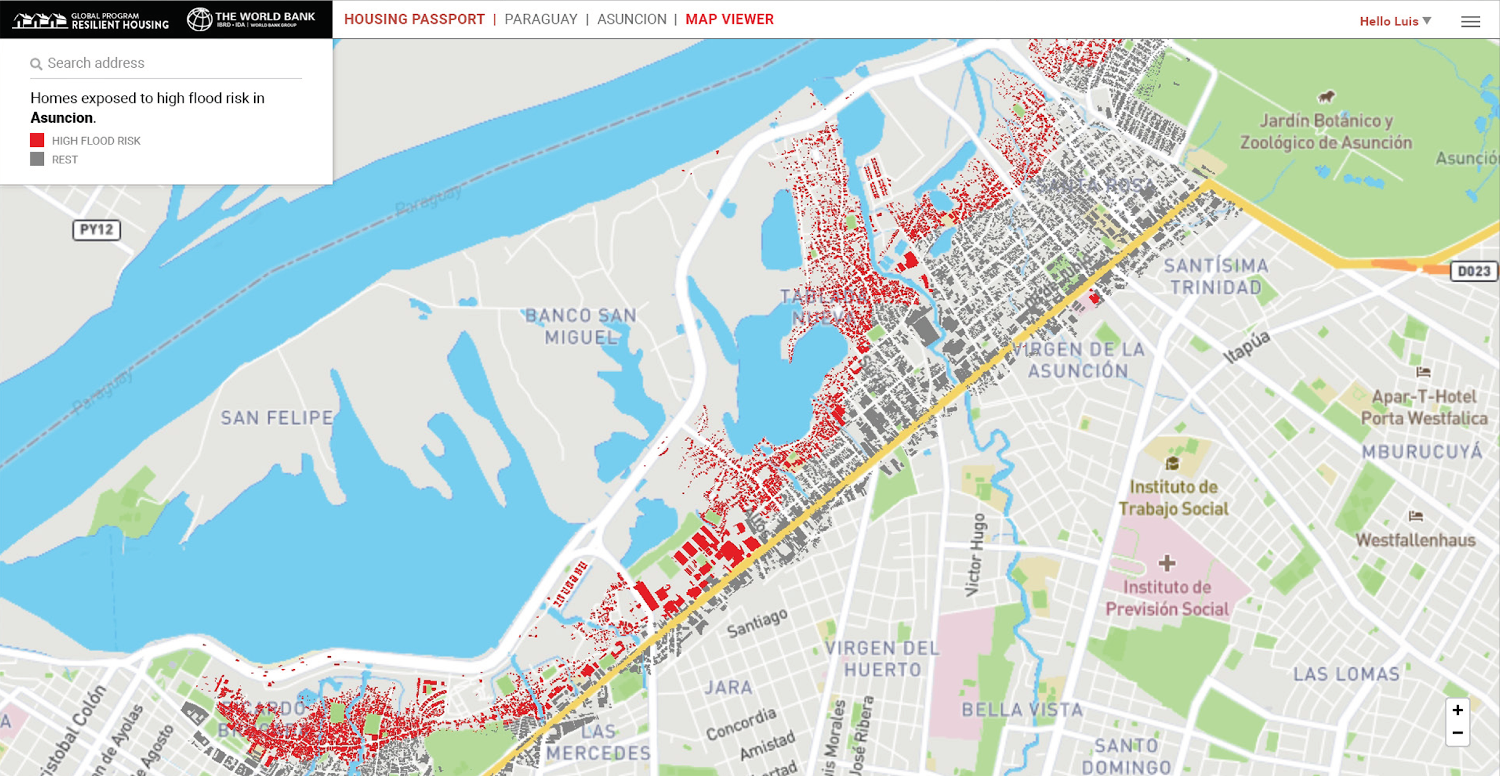 GLOBAL PROGRAM
RESILIENT HOUSING
THE WORLD BANK
IBRD • IDA | WORLD BANK GROUP
HOUSING PASSPORT | PARAGUAY | ASUNCION | MAP VIEWER
Hello Luis
Search address
Homes exposed to high flood risk in
Asuncion.
HIGH FLOOD RISK
REST
Jardín Botánico y
Zoológico de Asunción
Asunció
Paraguay
PY12
SANTÍSIMA
TRINIDAD
D023
TABLADA
NUEVA
BANCO SAN
MIGUEL
Itapúa
VIRGEN DE LA
ASUNCIÓN
Paraguay
Apar-T-Hotel
Porta Westfalica
SAN FELIPE
MBURUCUYÁ
Instituto de
Trabajo Social
Westfallenhaus
Victor Hugo
Instituto de
Previsión Social
Santiago
VIRGEN DEL
HUERTO
LAS LOMAS
JARA
RICARDO
BELLA VISTA
Concordia
Luis Morales
José Ribera
Cristobal Colón
de Ayolas
de Agosto
LAS
MERCEDES
Amistad
SANTO
DOMINGO
+
−